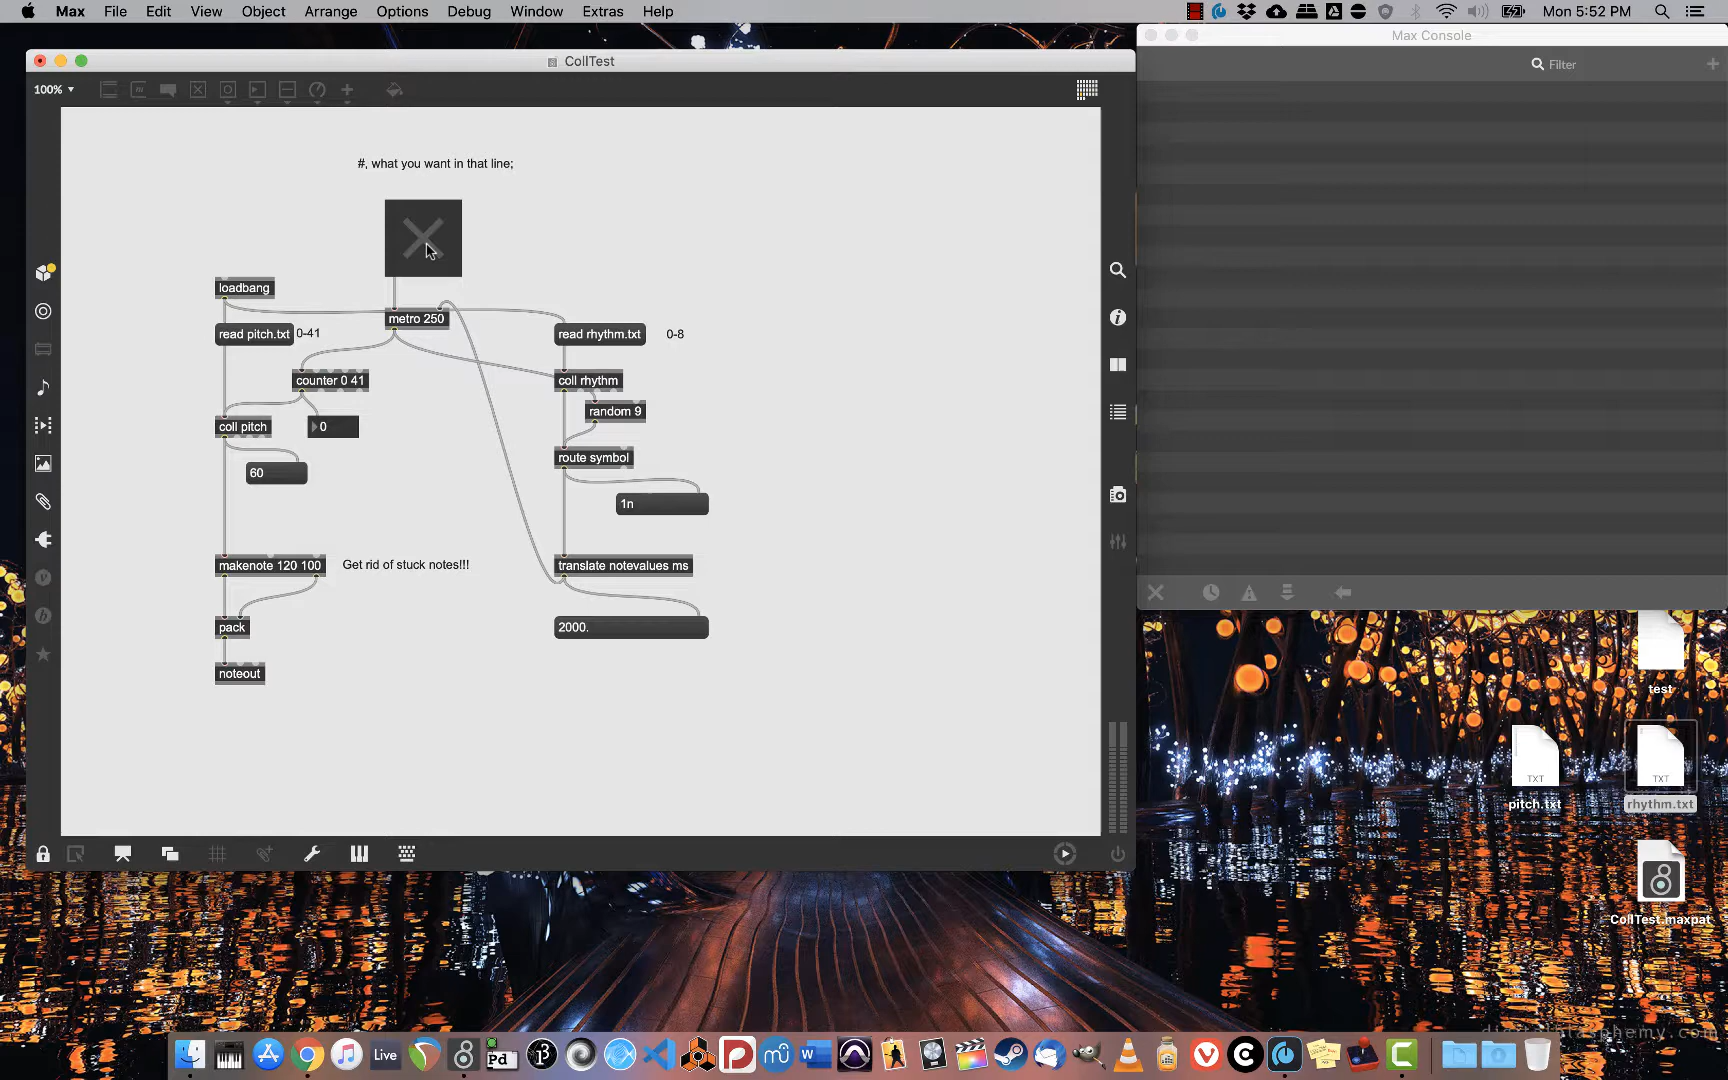 Max File Edit View Object Arrange Options Debug Window Extras Help
Mon 5:52 PM
CollTest
Max Console
100%
Filter
#, what you want in that line;
loadbang
metro 250
read pitch.txt
0-41
read rhythm.txt
0-8
counter 0 41
coll rhythm
random 9
coll pitch
0
route symbol
60
1n
makenote 120 100
Get rid of stuck notes!!!
translate notevalues ms
pack
2000.
noteout
test
TXT
pitch.txt
TXT
rhythm.txt
CollTest.maxpat
digitalblasphemy.com
Live
Pd
W